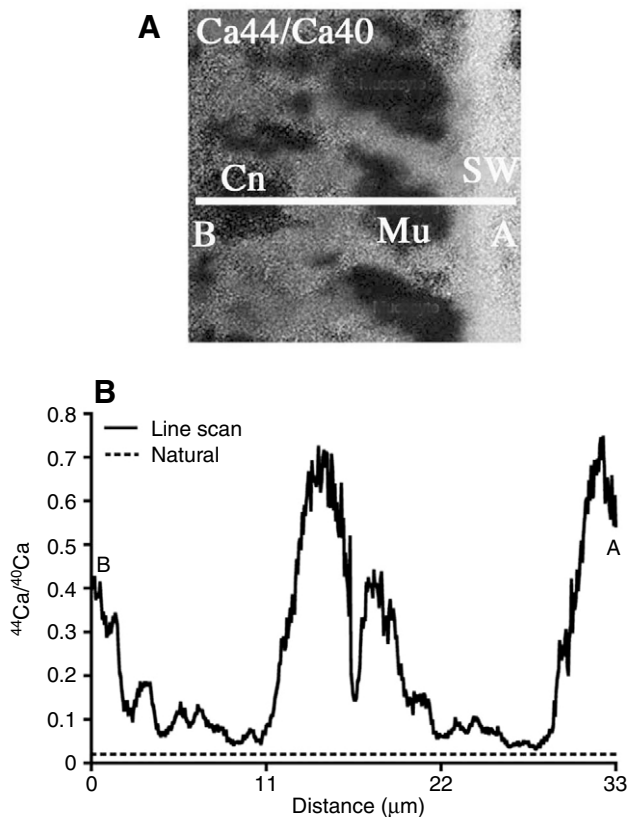 A
Ca44/Ca40
Mucocyte
SW
Cn
B
Mu
A
B
0.8
0.7
0.6
0.5
0.4
0.3
0.2
0.1
0
⁴⁴Ca/⁴⁰Ca
Line scan
Natural
B
A
0
11
22
33
Distance (µm)